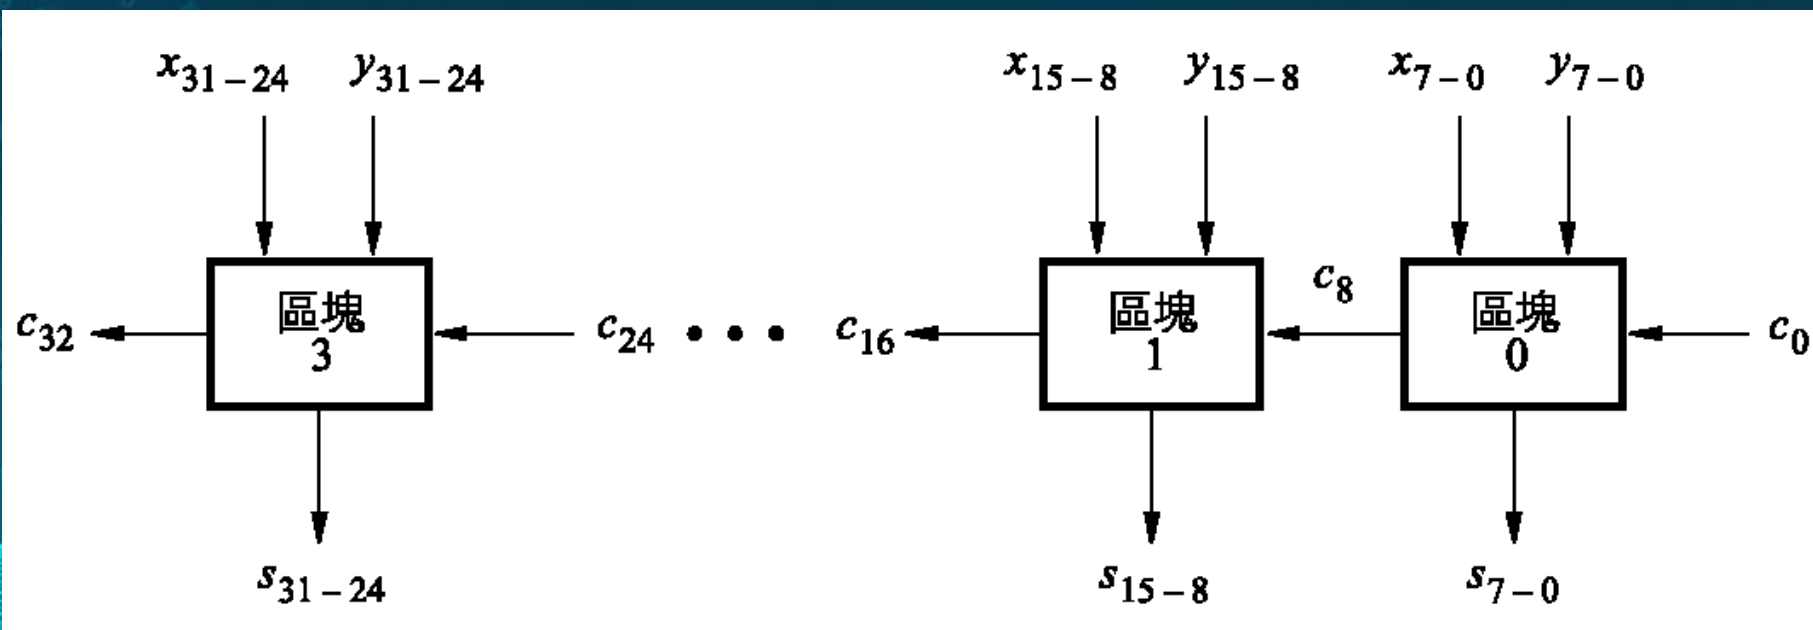 x₃₁₋₂₄ y₃₁₋₂₄ x₁₅₋₈ y₁₅₋₈ x₇₋₀ y₇₋₀
c₃₂ 區塊 3 c₂₄ • • • c₁₆ 區塊 1 c₈ 區塊 0 c₀
s₃₁₋₂₄ s₁₅₋₈ s₇₋₀